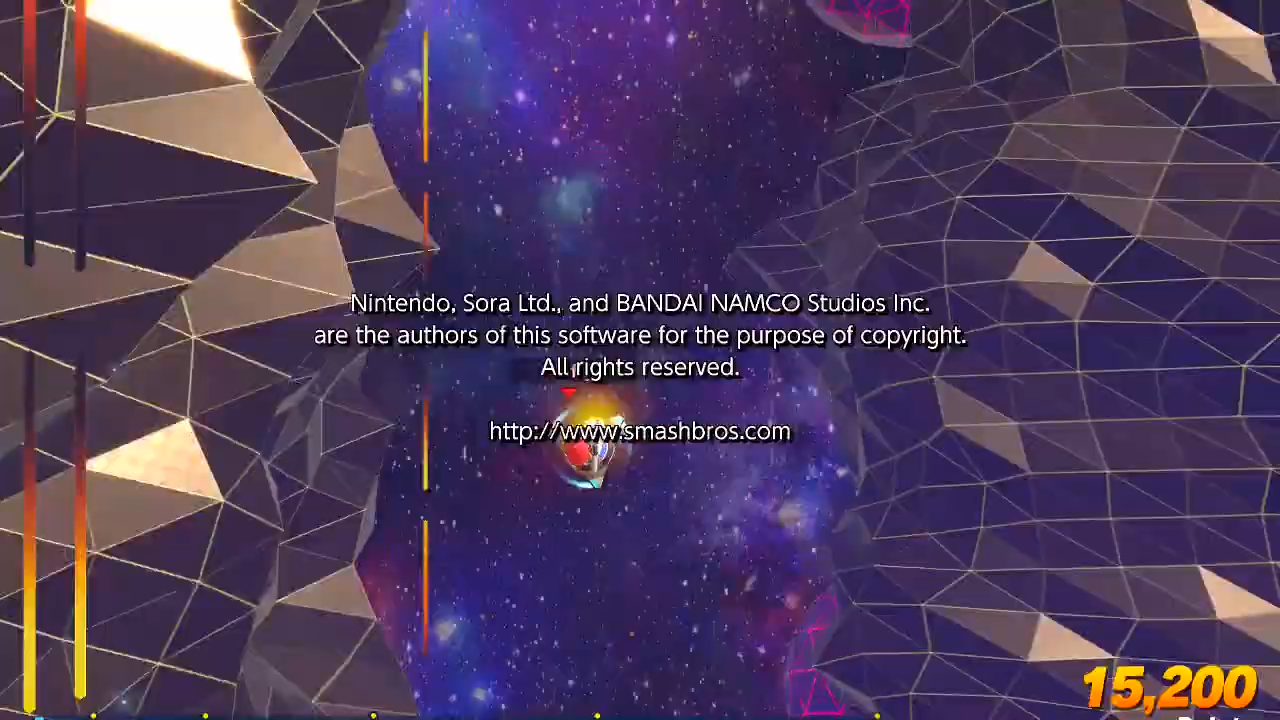 Nintendo, Sora Ltd., and BANDAI NAMCO Studios Inc.
are the authors of this software for the purpose of copyright.
All rights reserved.
http://www.smashbros.com
15,200